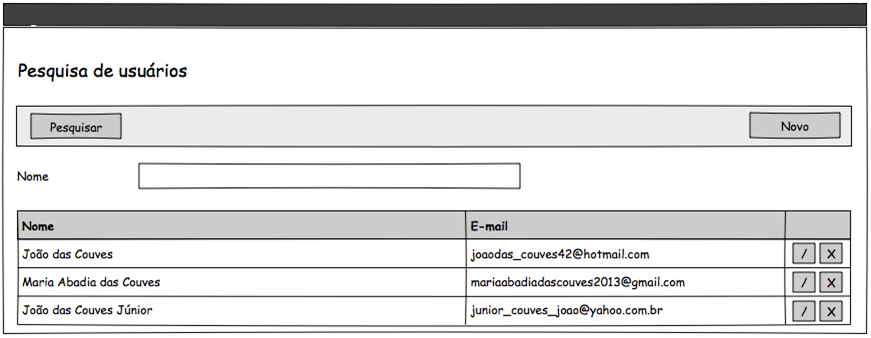 Pesquisa de usuários
Pesquisar Novo
Nome
Nome E-mail
João das Couves joaodas_couves42@hotmail.com / X
Maria Abadia das Couves mariaabadiadascouves2013@gmail.com / X
João das Couves Júnior junior_couves_joao@yahoo.com.br / X